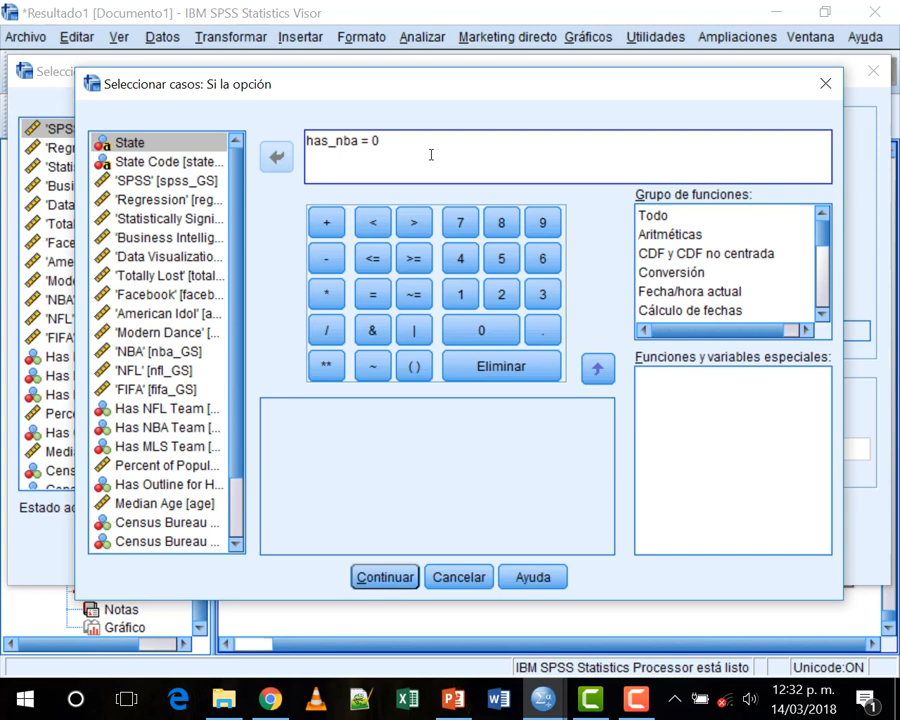 *Resultado1 [Documento1] - IBM SPSS Statistics Visor
Archivo Editar Ver Datos Transformar Insertar Formato Analizar Marketing directo Gráficos Utilidades Ampliaciones Ventana Ayuda
Seleccionar casos: Si la opción
has_nba = 0
State
State Code [state...
'SPSS' [spss_GS]
'Regression' [reg...
'Statistically Signi...
'Business Intellig...
'Data Visualizatio...
'Totally Lost' [total...
'Facebook' [faceb...
'American Idol' [a...
'Modern Dance' [...
'NBA' [nba_GS]
'NFL' [nfl_GS]
'FIFA' [fifa_GS]
Has NFL Team [...
Has NBA Team [...
Has MLS Team [...
Percent of Popul...
Has Outline for H...
Median Age [age]
Census Bureau ...
Census Bureau ...
+ < > 7 8 9
- <= >= 4 5 6
* = ~= 1 2 3
/ & | 0 .
** ~ ( ) Eliminar
Grupo de funciones:
Todo
Aritméticas
CDF y CDF no centrada
Conversión
Fecha/hora actual
Cálculo de fechas
Funciones y variables especiales:
Continuar Cancelar Ayuda
Notas
Gráfico
IBM SPSS Statistics Processor está listo
Unicode:ON
12:32 p. m.
14/03/2018
1